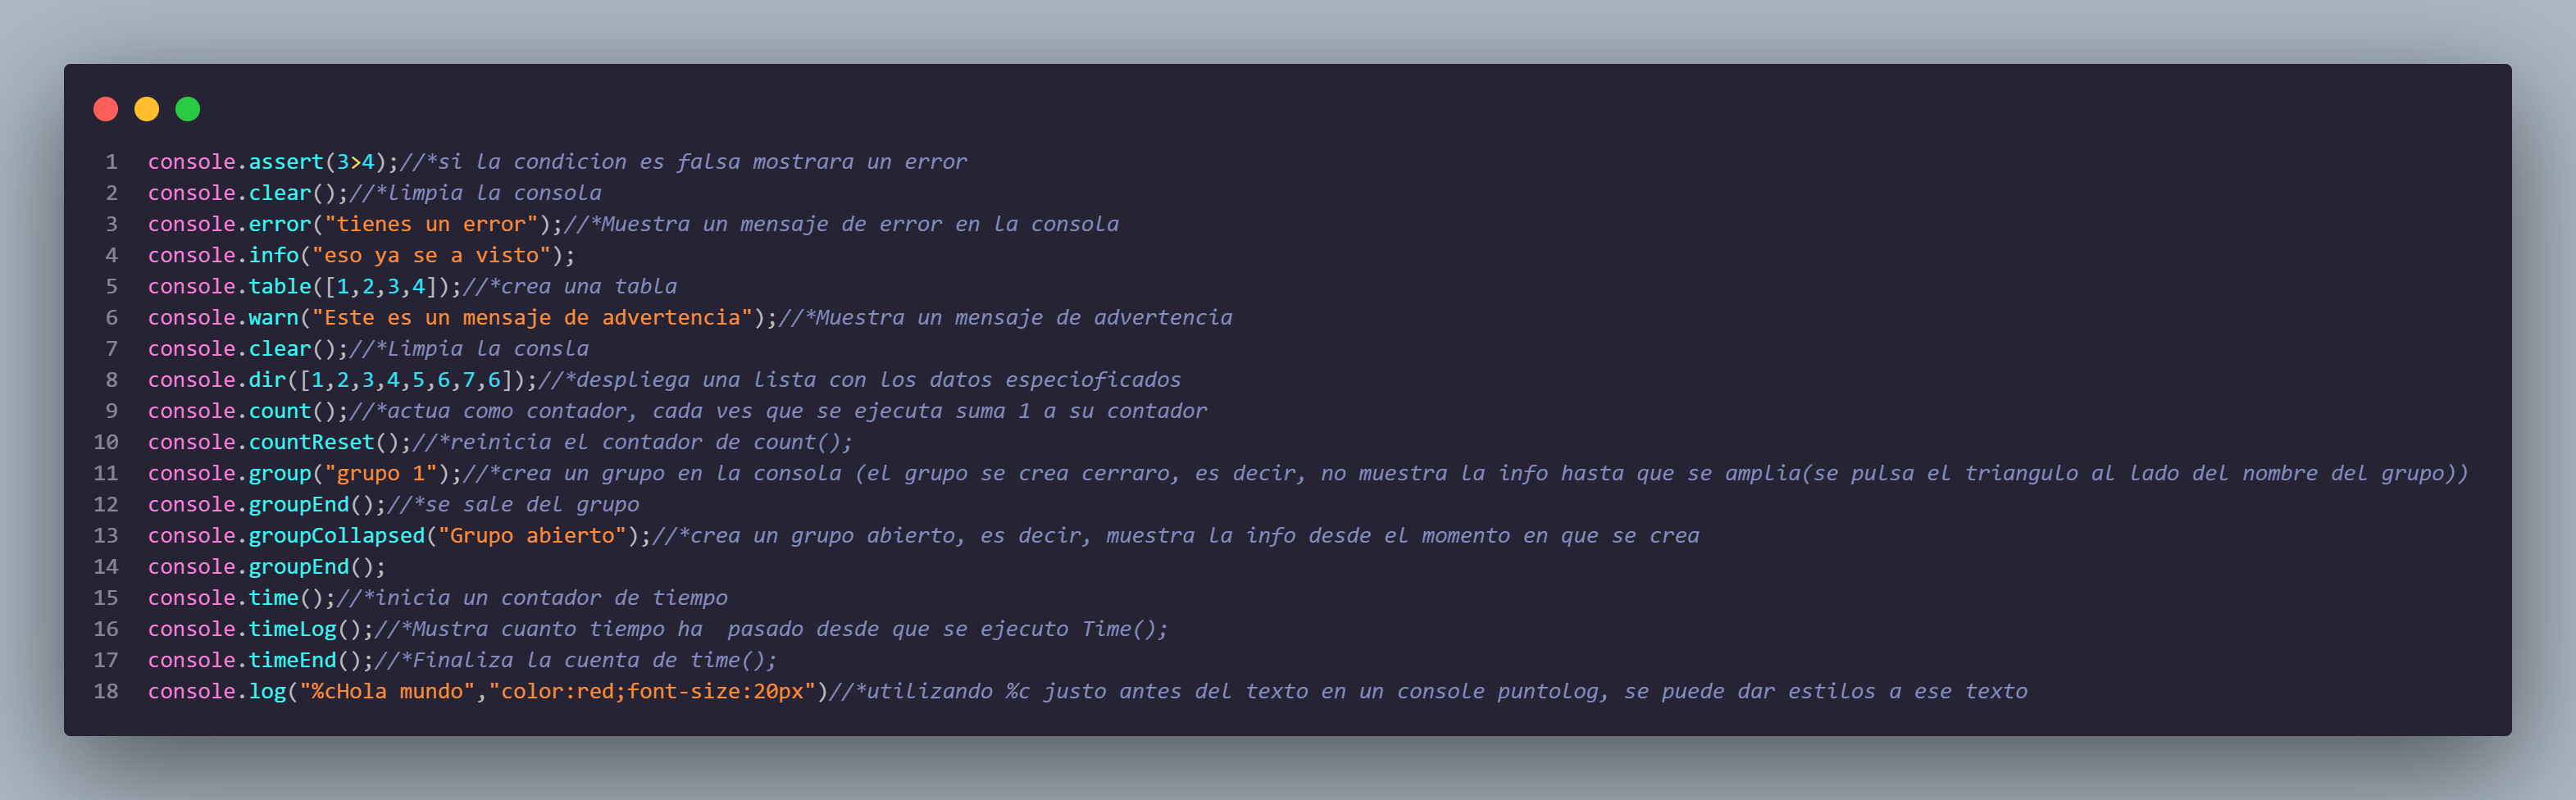 1 console.assert(3>4);//*si la condicion es falsa mostrara un error
2 console.clear();//*limpia la consola
3 console.error("tienes un error");//*Muestra un mensaje de error en la consola
4 console.info("eso ya se a visto");
5 console.table([1,2,3,4]);//*crea una tabla
6 console.warn("Este es un mensaje de advertencia");//*Muestra un mensaje de advertencia
7 console.clear();//*Limpia la consla
8 console.dir([1,2,3,4,5,6,7,6]);//*despliega una lista con los datos especioficados
9 console.count();//*actua como contador, cada ves que se ejecuta suma 1 a su contador
10 console.countReset();//*reinicia el contador de count();
11 console.group("grupo 1");//*crea un grupo en la consola (el grupo se crea cerraro, es decir, no muestra la info hasta que se amplia(se pulsa el triangulo al lado del nombre del grupo))
12 console.groupEnd();//*se sale del grupo
13 console.groupCollapsed("Grupo abierto");//*crea un grupo abierto, es decir, muestra la info desde el momento en que se crea
14 console.groupEnd();
15 console.time();//*inicia un contador de tiempo
16 console.timeLog();//*Mustra cuanto tiempo ha  pasado desde que se ejecuto Time();
17 console.timeEnd();//*Finaliza la cuenta de time();
18 console.log("%cHola mundo","color:red;font-size:20px")//*utilizando %c justo antes del texto en un console puntolog, se puede dar estilos a ese texto